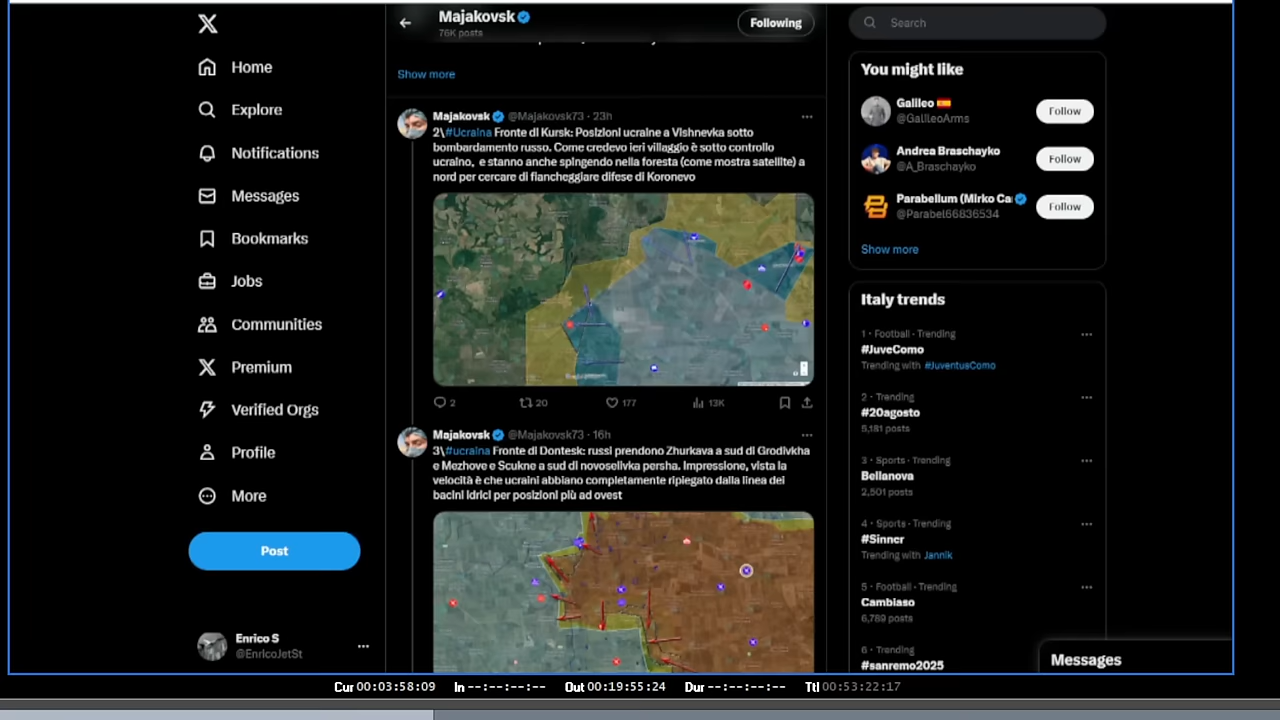 Majakovsk
76K posts
Following
Search
Show more
Home
Explore
Notifications
Messages
Bookmarks
Jobs
Communities
Premium
Verified Orgs
Profile
More
Post
Enrico S
@EnricoJetSt
Majakovsk @Majakovsk73 · 23h
2\#Ucraina Fronte di Kursk: Posizioni ucraine a Vishnevka sotto
bombardamento russo. Come credevo ieri villaggio è sotto controllo
ucraino, e stanno anche spingendo nella foresta (come mostra satellite) a
nord per cercare di fiancheggiare difese di Koronevo
2 20 177 13K
Majakovsk @Majakovsk73 · 16h
3\#ucraina Fronte di Dontesk: russi prendono Zhurkava a sud di Grodivkha
e Mezhove e Scukne a sud di novoselivka persha. Impressione, vista la
velocità è che ucraini abbiano completamente ripiegato dalla linea dei
bacini idrici per posizioni più ad ovest
You might like
Galileo
@GalileoArms
Follow
Andrea Braschayko
@A_Braschayko
Follow
Parabellum (Mirko Ca
@Parabel66836534
Follow
Show more
Italy trends
1 · Football · Trending
#JuveComo
Trending with #JuventusComo
2 · Trending
#20agosto
5,181 posts
3 · Sports · Trending
Bellanova
2,501 posts
4 · Sports · Trending
#Sinner
Trending with Jannik
5 · Football · Trending
Cambiaso
6,789 posts
6 · Trending
#sanremo2025
Messages
Cur 00:03:58:09 In --:--:--:-- Out 00:19:55:24 Dur --:--:--:-- Ttl 00:53:22:17